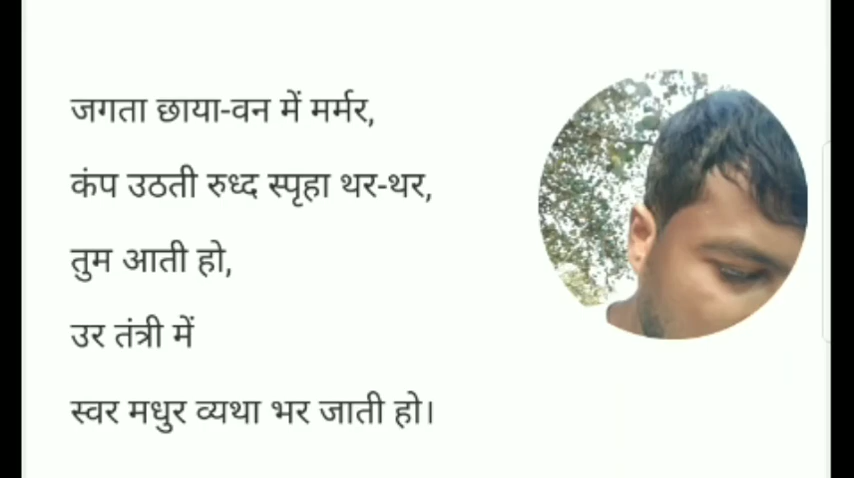 जगता छाया-वन में मर्मर,
कंप उठती रुध्द स्पृहा थर-थर,
तुम आती हो,
उर तंत्री में
स्वर मधुर व्यथा भर जाती हो।